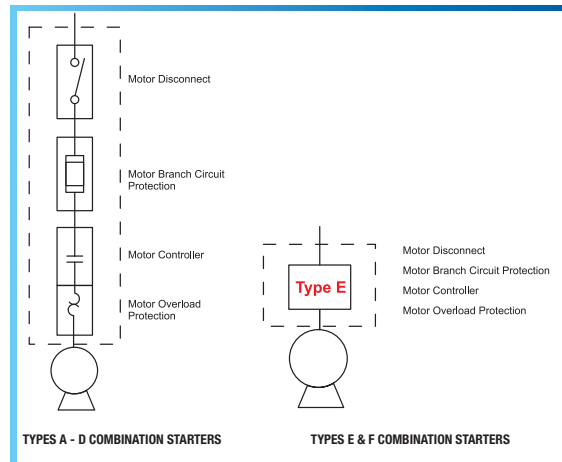 Motor Disconnect
Motor Branch Circuit
Protection
Motor Controller
Motor Overload
Protection
TYPES A - D COMBINATION STARTERS
Type E
Motor Disconnect
Motor Branch Circuit Protection
Motor Controller
Motor Overload Protection
TYPES E & F COMBINATION STARTERS